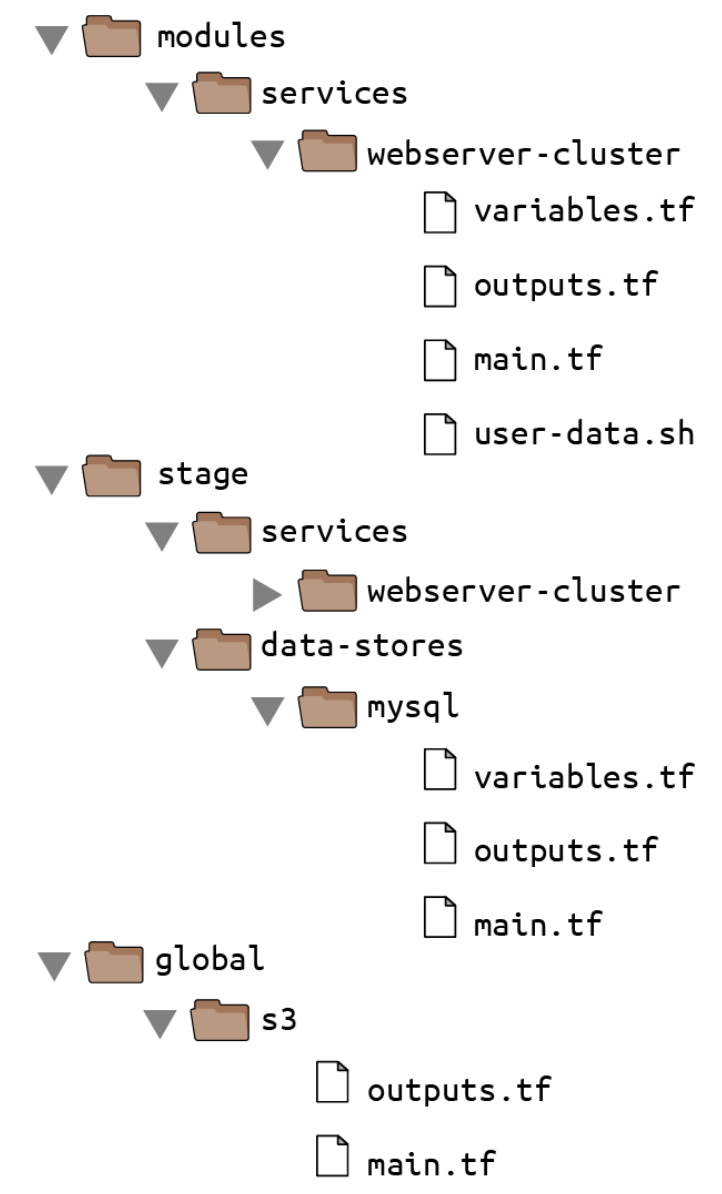 modules
services
webserver-cluster
variables.tf
outputs.tf
main.tf
user-data.sh
stage
services
webserver-cluster
data-stores
mysql
variables.tf
outputs.tf
main.tf
global
s3
outputs.tf
main.tf